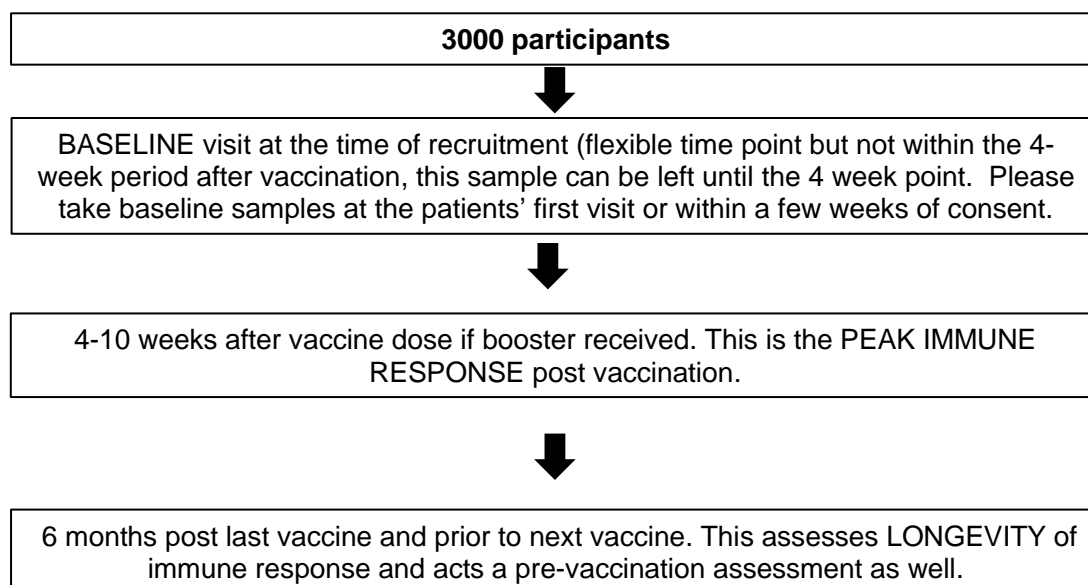 3000 participants
BASELINE visit at the time of recruitment (flexible time point but not within the 4-
week period after vaccination, this sample can be left until the 4 week point.  Please
take baseline samples at the patients’ first visit or within a few weeks of consent.
4-10 weeks after vaccine dose if booster received. This is the PEAK IMMUNE
RESPONSE post vaccination.
6 months post last vaccine and prior to next vaccine. This assesses LONGEVITY of
immune response and acts a pre-vaccination assessment as well.